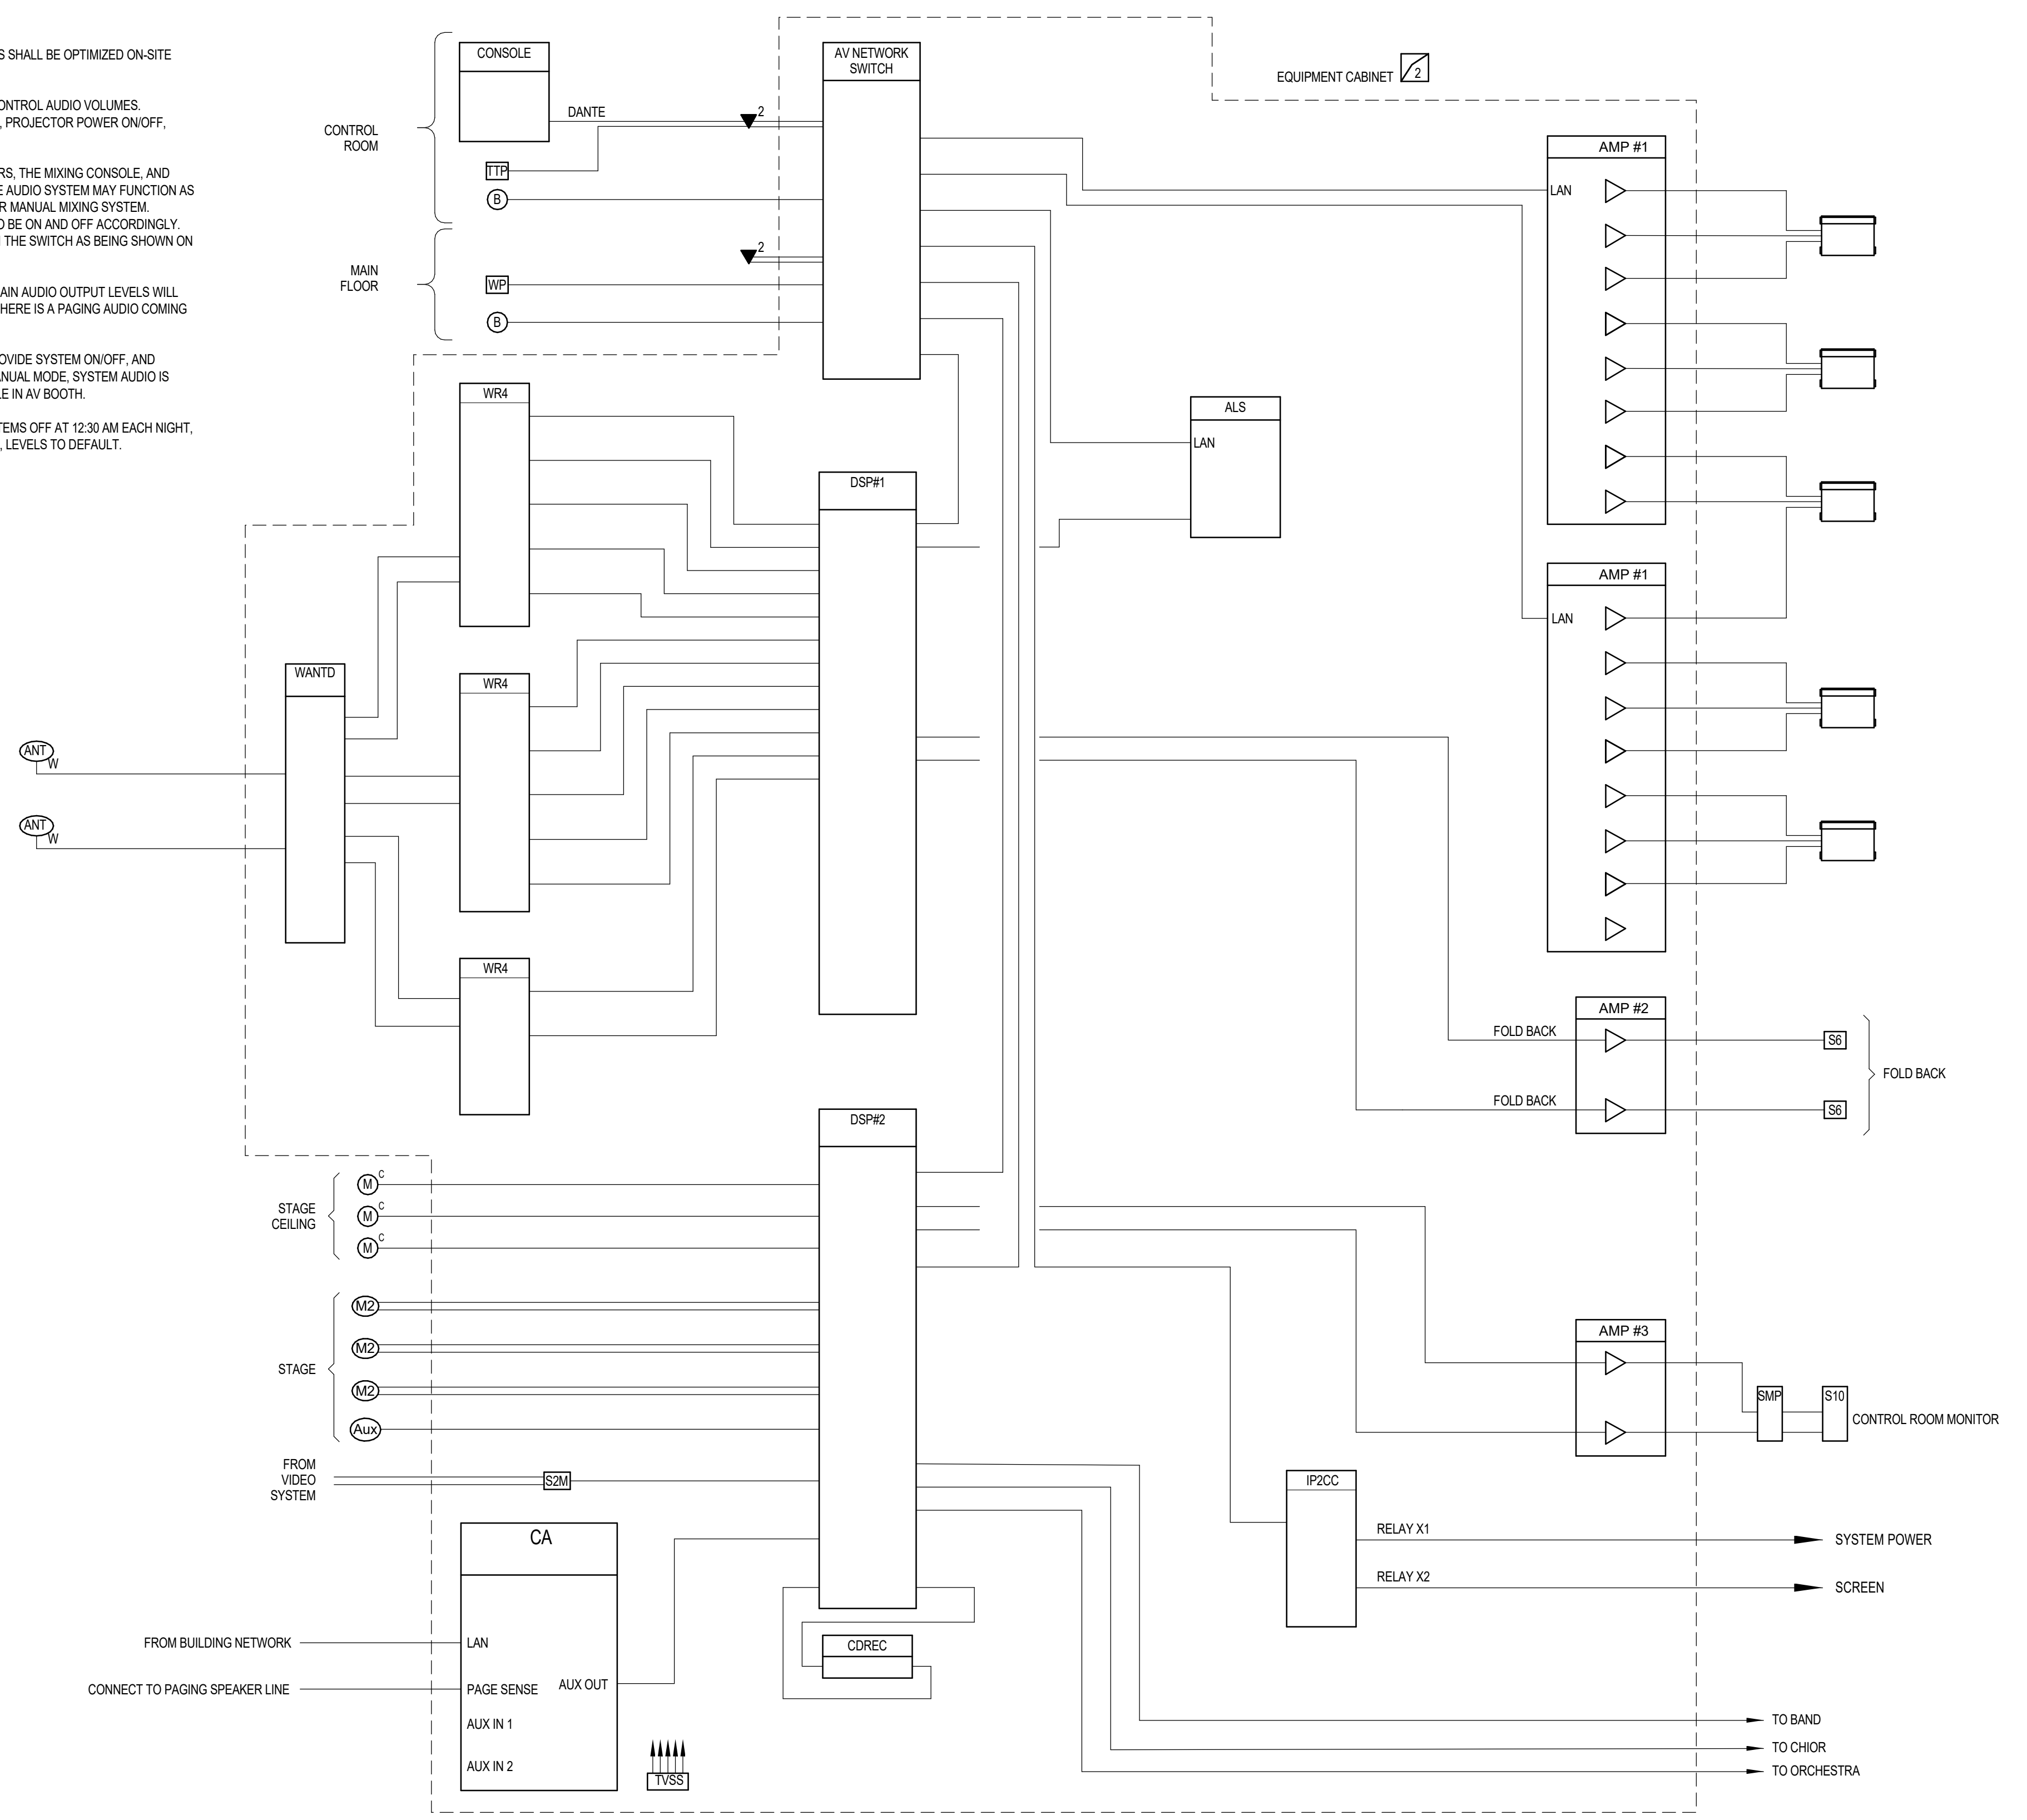 S SHALL BE OPTIMIZED ON-SITE
ONTROL AUDIO VOLUMES.
, PROJECTOR POWER ON/OFF,
RS, THE MIXING CONSOLE, AND
E AUDIO SYSTEM MAY FUNCTION AS
R MANUAL MIXING SYSTEM.
D BE ON AND OFF ACCORDINGLY.
THE SWITCH AS BEING SHOWN ON
AIN AUDIO OUTPUT LEVELS WILL
HERE IS A PAGING AUDIO COMING
OVIDE SYSTEM ON/OFF, AND
ANUAL MODE, SYSTEM AUDIO IS
LE IN AV BOOTH.
TEMS OFF AT 12:30 AM EACH NIGHT,
, LEVELS TO DEFAULT.
CONTROL
ROOM
CONSOLE
DANTE
2
TTP
B
MAIN
FLOOR
2
WP
B
AV NETWORK
SWITCH
EQUIPMENT CABINET 2
AMP #1
LAN
WR4
ALS
LAN
DSP#1
AMP #1
LAN
WANTD
WR4
ANT
W
ANT
W
WR4
AMP #2
FOLD BACK
FOLD BACK
S6
S6
FOLD BACK
DSP#2
STAGE
CEILING
M C
M C
M C
STAGE
M2
M2
M2
Aux
FROM
VIDEO
SYSTEM
S2M
AMP #3
SMP
S10
CONTROL ROOM MONITOR
IP2CC
RELAY X1
SYSTEM POWER
RELAY X2
SCREEN
CA
FROM BUILDING NETWORK
LAN
CONNECT TO PAGING SPEAKER LINE
PAGE SENSE
AUX OUT
AUX IN 1
AUX IN 2
CDREC
TVSS
TO BAND
TO CHIOR
TO ORCHESTRA